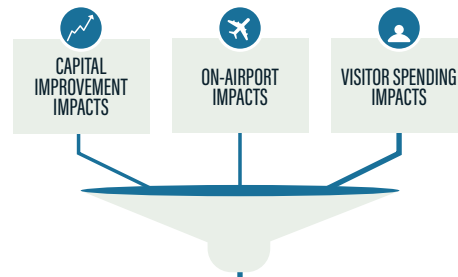 CAPITAL
IMPROVEMENT
IMPACTS
ON-AIRPORT
IMPACTS
VISITOR SPENDING
IMPACTS